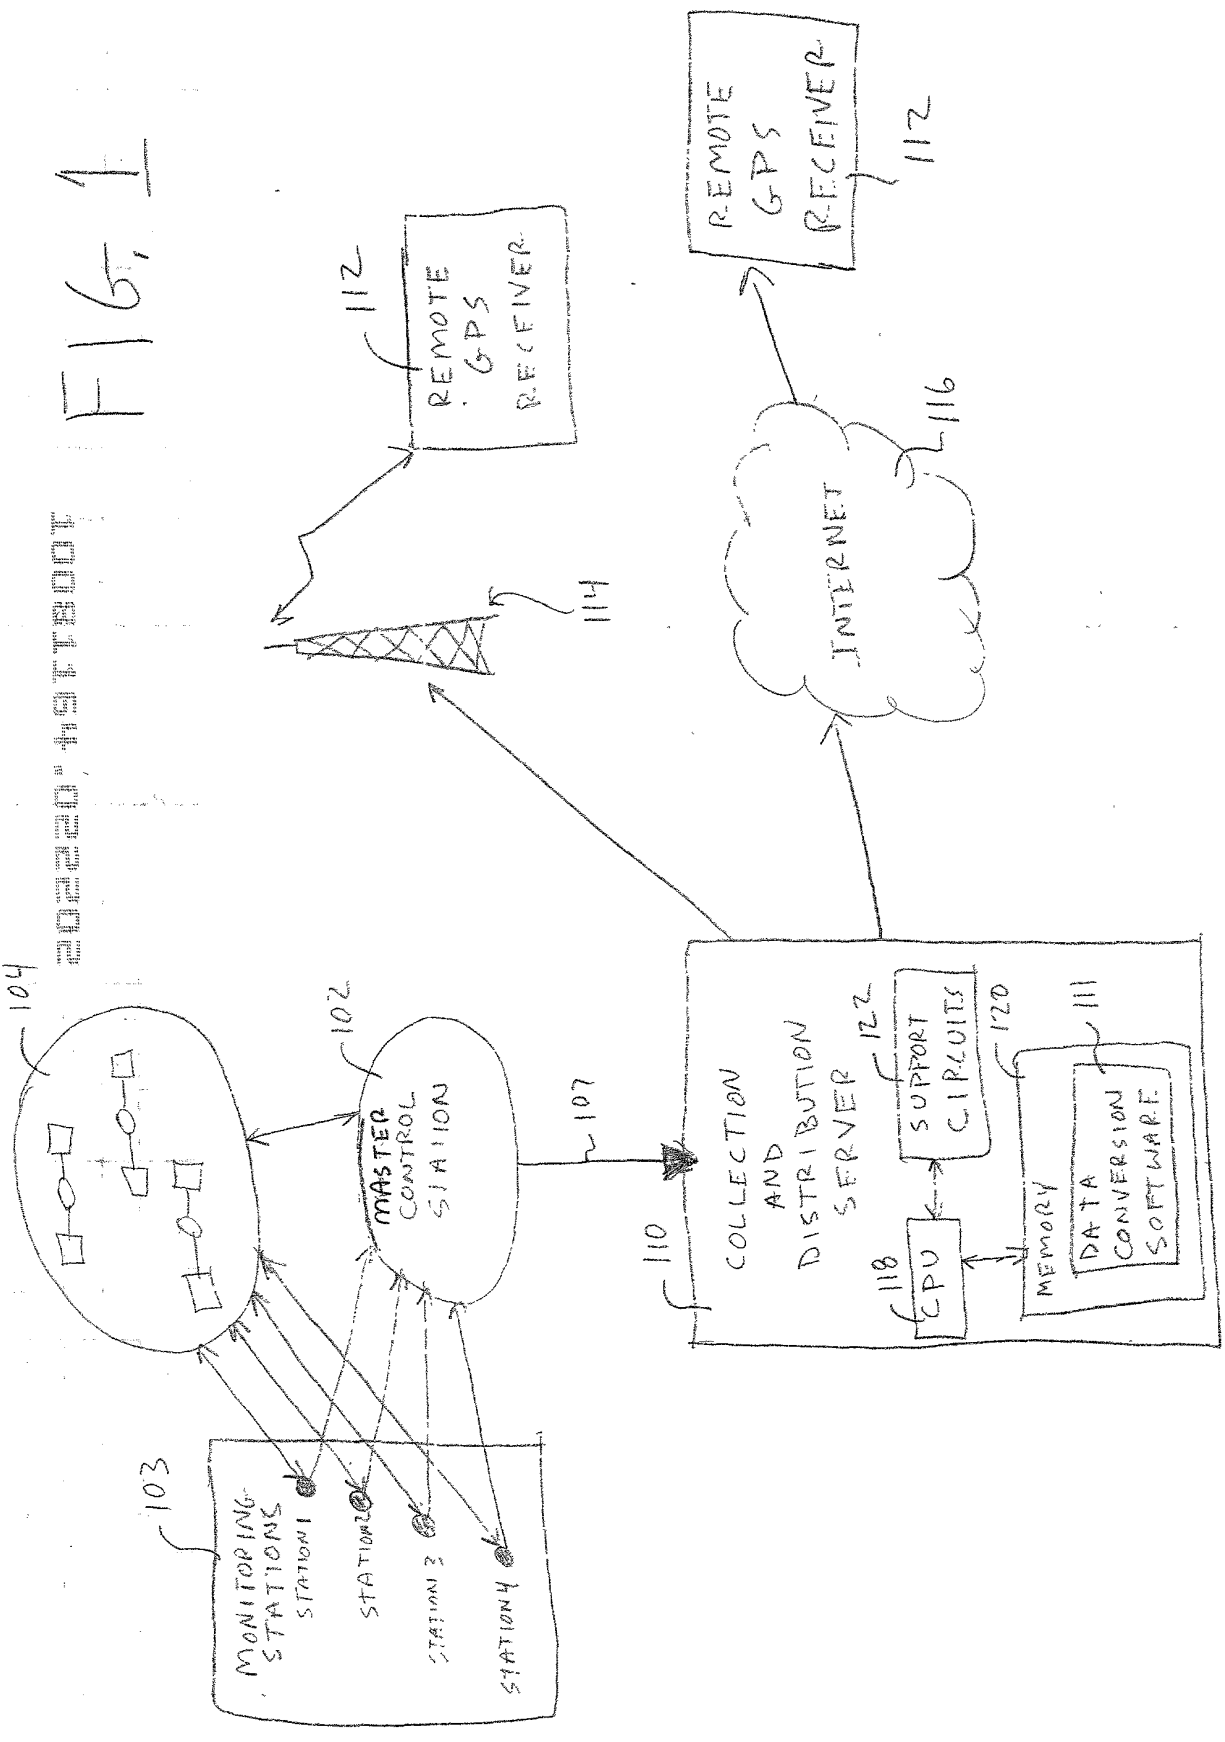 10081164.022202
FIG. 1
104
103
MONITORING
STATIONS
STATION 1
STATION 2
STATION 3
STATION 4
102
MASTER
CONTROL
STATION
107
110
COLLECTION
AND
DISTRIBUTION
SERVER
118
CPU
122
SUPPORT
CIRCUITS
120
MEMORY
111
DATA
CONVERSION
SOFTWARE
114
112
REMOTE
GPS
RECEIVER
INTERNET
116
REMOTE
GPS
RECEIVER
112